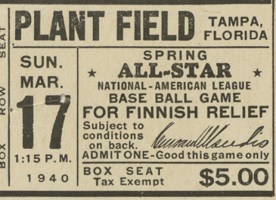 PLANT FIELD TAMPA, FLORIDA
BOX ROW SEAT
SUN. MAR. 17
1:15 P.M.
1940
SPRING
★ ALL-STAR ★
NATIONAL-AMERICAN LEAGUE
BASE BALL GAME
FOR FINNISH RELIEF
Subject to
conditions
on back.
ADMIT ONE-Good this game only
BOX SEAT
Tax Exempt
$5.00